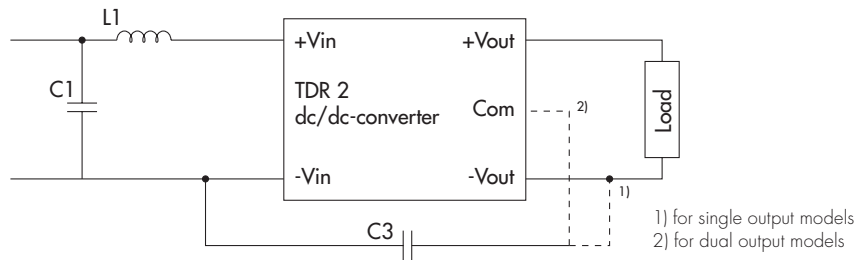 L1
+Vin
+Vout
C1
TDR 2
dc/dc-converter
Com
2)
Load
-Vin
-Vout
1)
C3
1) for single output models
2) for dual output models